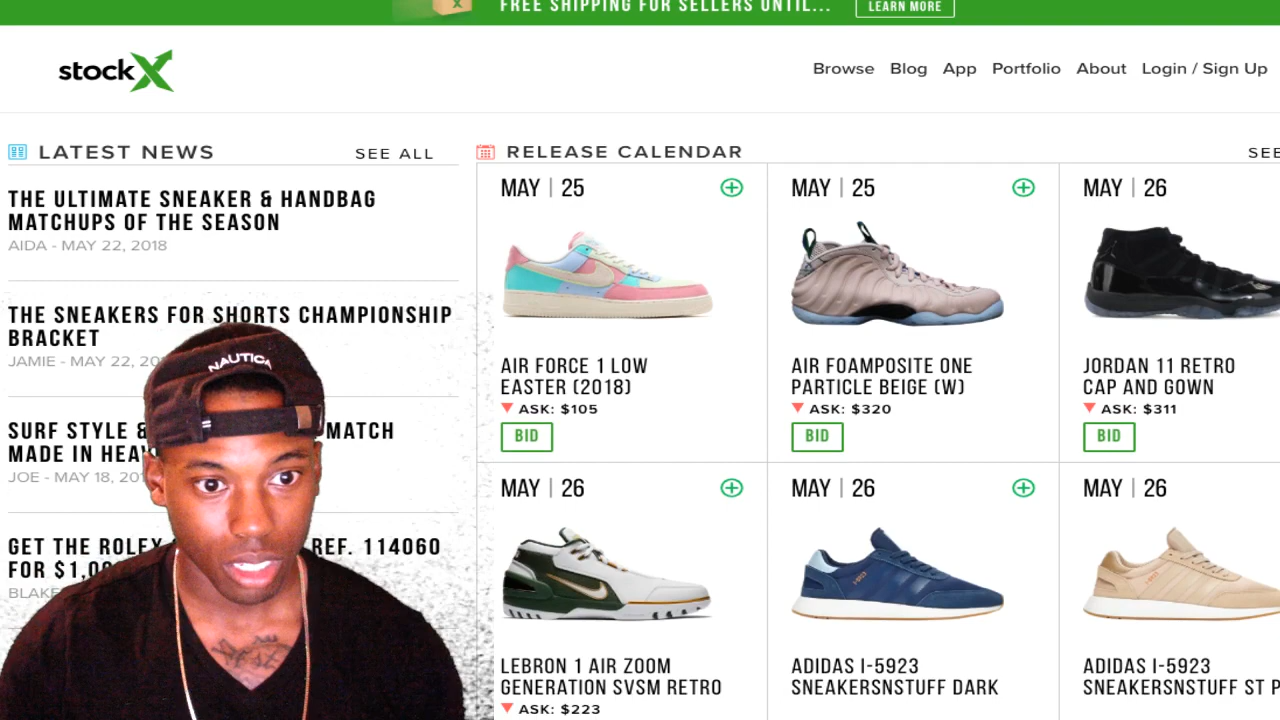 FREE SHIPPING FOR SELLERS UNTIL...
LEARN MORE
stockX
Browse Blog App Portfolio About Login / Sign Up
LATEST NEWS
SEE ALL
THE ULTIMATE SNEAKER & HANDBAG
MATCHUPS OF THE SEASON
AIDA - MAY 22, 2018
THE SNEAKERS FOR SHORTS CHAMPIONSHIP
BRACKET
JAMIE - MAY 22,
SURF STYLE &
MATCH
MADE IN
JOE - MAY 18,
GET THE
REF. 114060
FOR
BLAKE
NAUTICA
RELEASE CALENDAR
MAY | 25
AIR FORCE 1 LOW
EASTER (2018)
ASK: $105
BID
MAY | 25
AIR FOAMPOSITE ONE
PARTICLE BEIGE (W)
ASK: $320
BID
MAY | 26
JORDAN 11 RETRO
CAP AND GOWN
ASK: $311
BID
MAY | 26
LEBRON 1 AIR ZOOM
GENERATION SVSM RETRO
ASK: $223
MAY | 26
ADIDAS I-5923
SNEAKERSNSTUFF DARK
MAY | 26
ADIDAS I-5923
SNEAKERSNSTUFF ST P